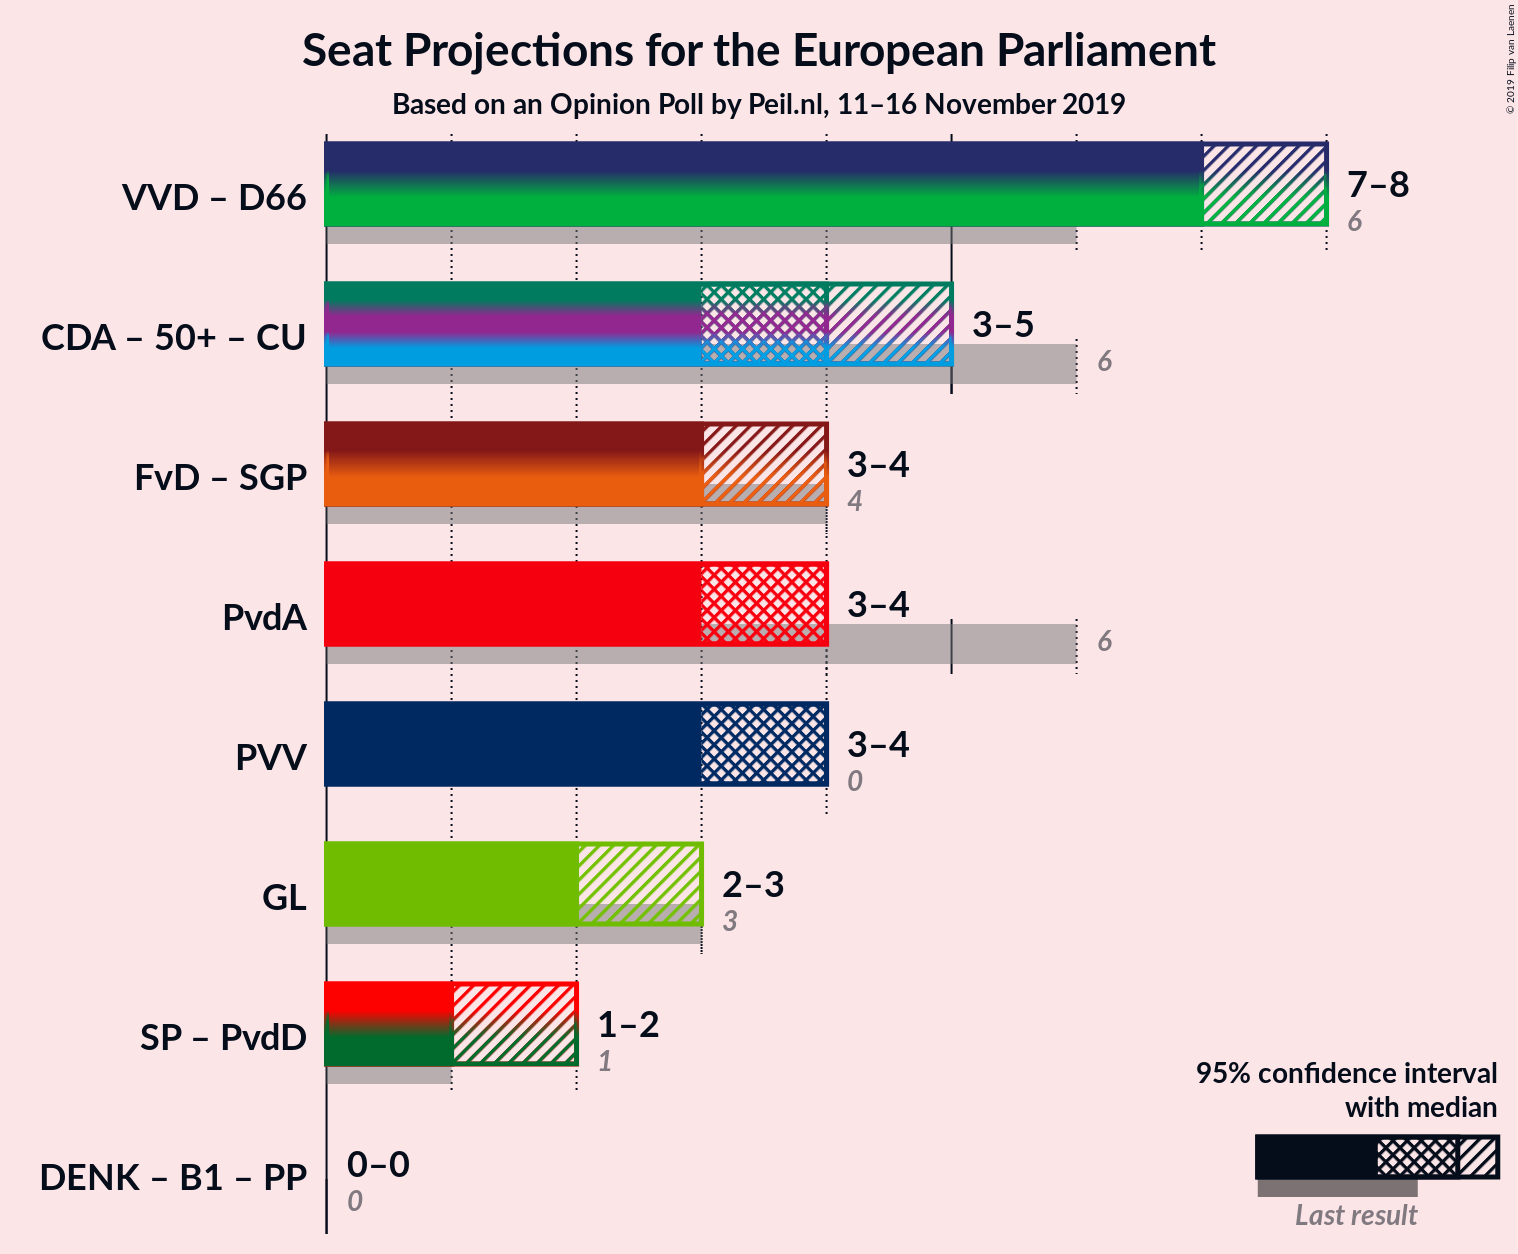 Seat Projections for the European Parliament
Based on an Opinion Poll by Peil.nl, 11–16 November 2019
© 2019 Filip van Laenen
VVD – D66
7–8
6
CDA – 50+ – CU
3–5
6
FvD – SGP
3–4
4
PvdA
3–4
6
PVV
3–4
0
GL
2–3
3
SP – PvdD
1–2
1
DENK – B1 – PP
0–0
0
95% confidence interval
with median
Last result